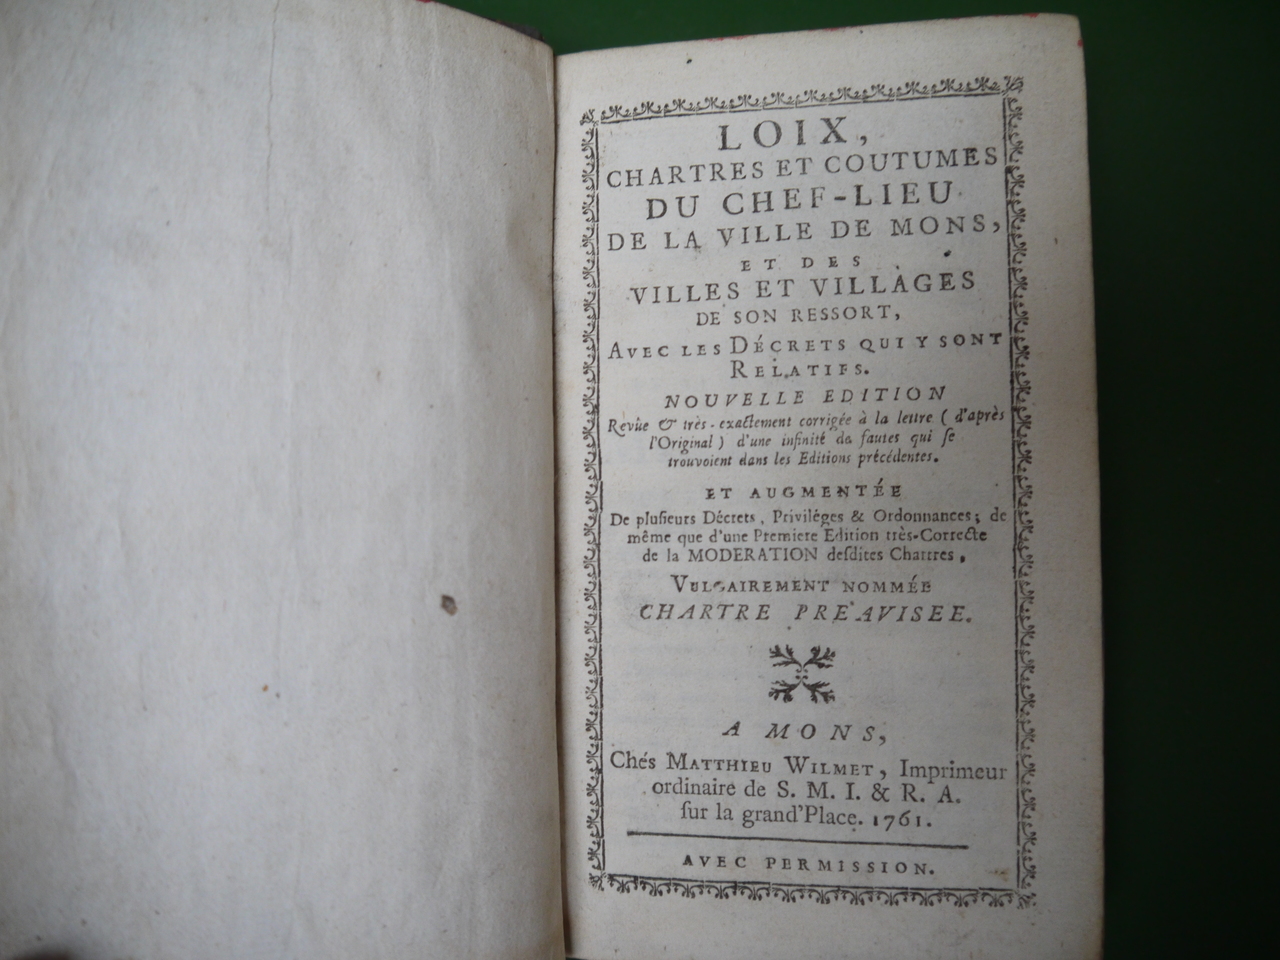 LOIX,
CHARTRES ET COUTUMES
DU CHEF-LIEU
DE LA VILLE DE MONS,
ET DES
VILLES ET VILLAGES
DE SON RESSORT,
AVEC LES DÉCRETS QUI Y SONT
RELATIFS.
NOUVELLE EDITION
Revûe & très-exactement corrigée à la lettre ( d'après
l'Original ) d'une infinité de fautes qui ſe
trouvoient dans les Editions précédentes.
ET AUGMENTÉE
De pluſieurs Décrets, Priviléges & Ordonnances; de
même que d'une Premiere Edition très-Correcte
de la MODERATION deſdites Chartres,
VULGAIREMENT NOMMÉE
CHARTRE PRE'AVISEE.
A MONS,
Chés MATTHIEU WILMET, Imprimeur
ordinaire de S. M. I. & R. A.
ſur la grand'Place. 1761.
AVEC PERMISSION.